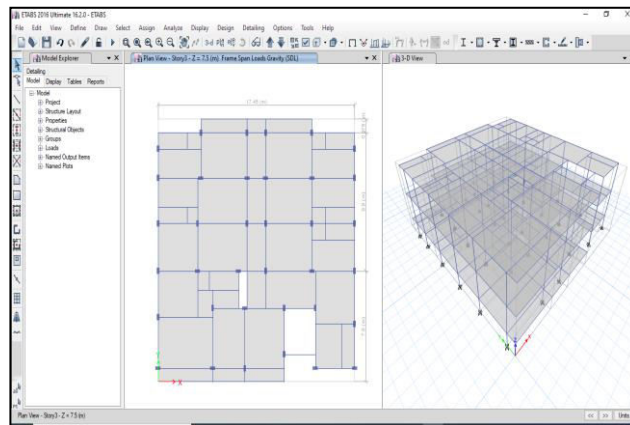 ETABS 2016 Ultimate 16.2.0 - ETABS
File Edit View Define Draw Select Assign Analyze Display Design Detailing Options Tools Help
Model Explorer
Plan View - Story3 - Z = 7.5 (m) Frame Span Loads Gravity (SDL)
3-D View
Detailing
Model Display Tables Reports
Model
Project
Structure Layout
Properties
Structural Objects
Groups
Loads
Named Output Items
Named Plots
X
Plan View - Story3 - Z = 7.5 (m)
Units